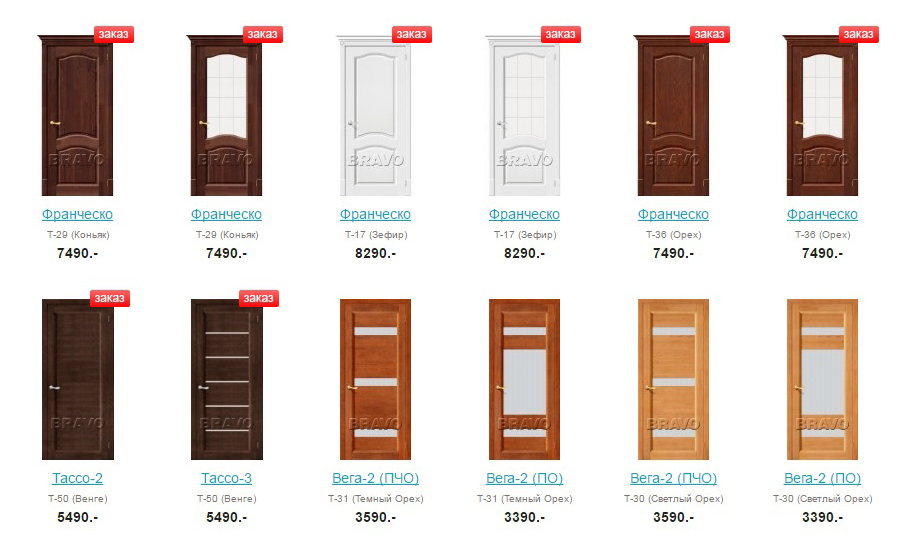 заказ заказ заказ заказ заказ заказ
BRAVO BRAVO BRAVO BRAVO BRAVO BRAVO
Франческо Франческо Франческо Франческо Франческо Франческо
Т-29 (Коньяк) Т-29 (Коньяк) Т-17 (Зефир) Т-17 (Зефир) Т-36 (Орех) Т-36 (Орех)
7490.- 7490.- 8290.- 8290.- 7490.- 7490.-
заказ заказ
BRAVO BRAVO BRAVO BRAVO BRAVO BRAVO
Тассо-2 Тассо-3 Вега-2 (ПЧО) Вега-2 (ПО) Вега-2 (ПЧО) Вега-2 (ПО)
Т-50 (Венге) Т-50 (Венге) Т-31 (Темный Орех) Т-31 (Темный Орех) Т-30 (Светлый Орех) Т-30 (Светлый Орех)
5490.- 5490.- 3590.- 3390.- 3590.- 3390.-